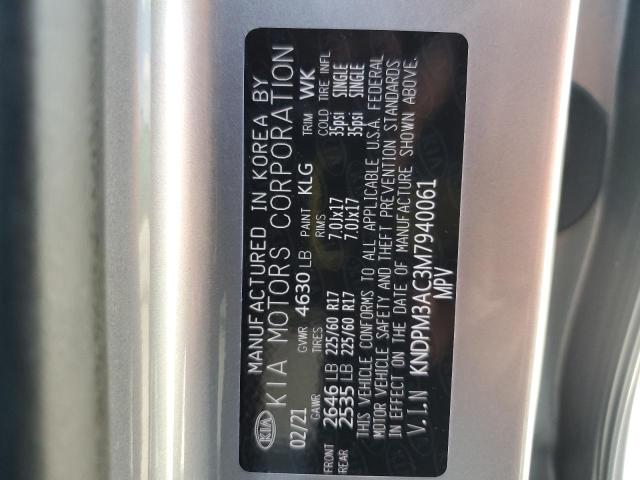 MANUFACTURED IN KOREA BY
KIA KIA MOTORS CORPORATION
02/21 GVWR 4630 LB PAINT KLG TRIM WK
GAWR TIRES RIMS COLD TIRE INFL
FRONT 2646 LB 225/60 R17 7.0Jx17 35psi SINGLE
REAR 2535 LB 225/60 R17 7.0Jx17 35psi SINGLE
THIS VEHICLE CONFORMS TO ALL APPLICABLE U.S.A. FEDERAL
MOTOR VEHICLE SAFETY AND THEFT PREVENTION STANDARDS
IN EFFECT ON THE DATE OF MANUFACTURE SHOWN ABOVE.
V.I.N KNDPM3AC3M7940061
MPV